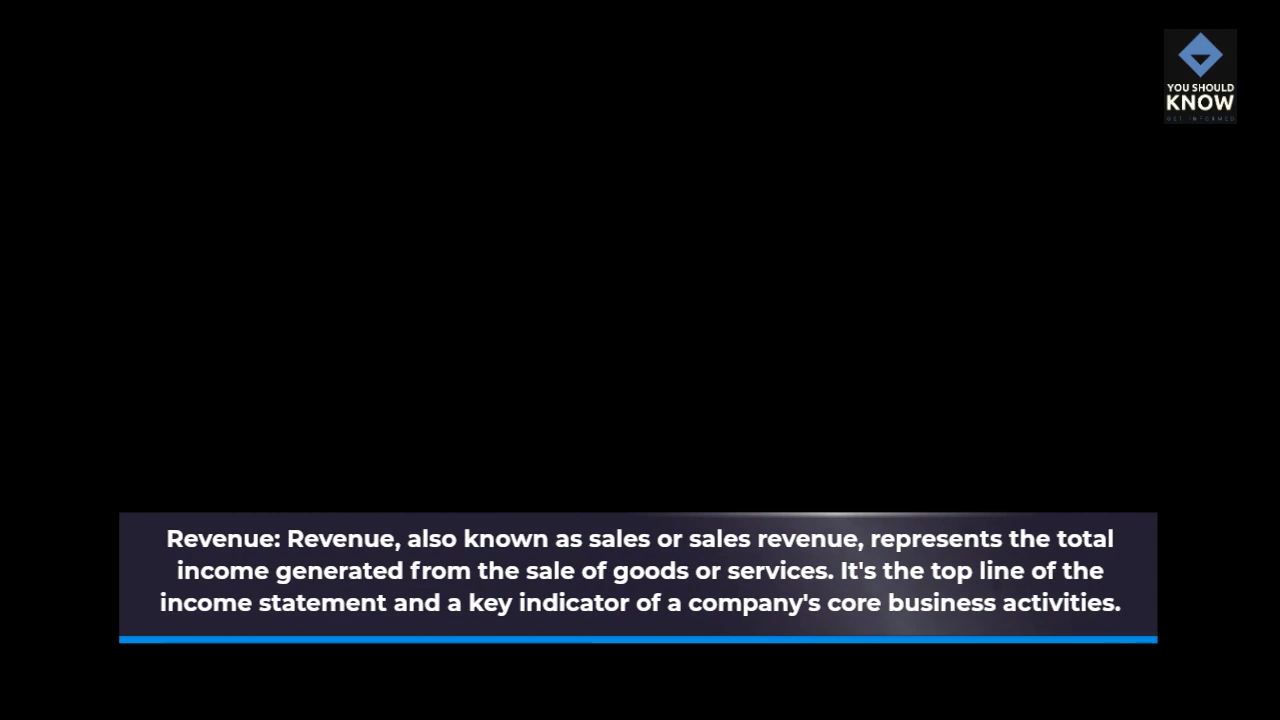 YOU SHOULD
KNOW
GET INFORMED
Revenue: Revenue, also known as sales or sales revenue, represents the total
income generated from the sale of goods or services. It's the top line of the
income statement and a key indicator of a company's core business activities.